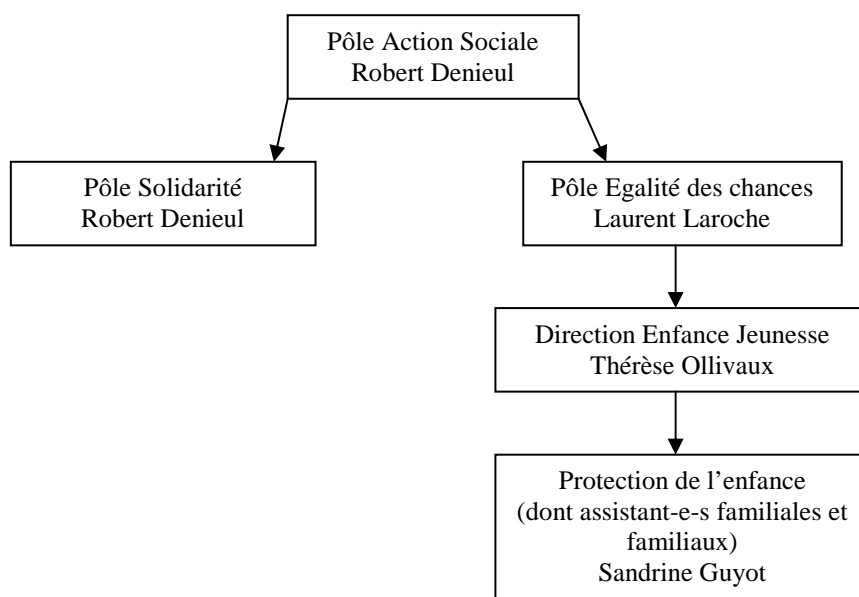 Pôle Action Sociale
Robert Denieul
Pôle Solidarité
Robert Denieul
Pôle Egalité des chances
Laurent Laroche
Direction Enfance Jeunesse
Thérèse Ollivaux
Protection de l’enfance
(dont assistant-e-s familiales et
familiaux)
Sandrine Guyot